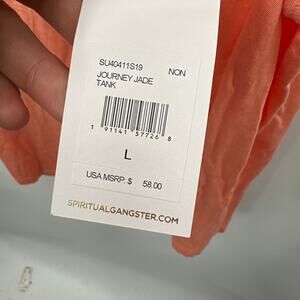 SU40411S19 NON
JOURNEY JADE
TANK
1 91141 57726 8
L
USA MSRP: $ 58.00
SPIRITUALGANGSTER.COM